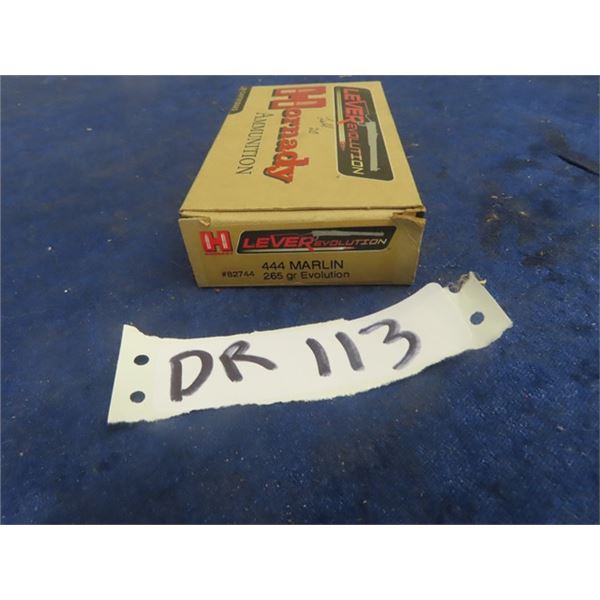 LEVERevolution
Hornady
AMMUNITION
H LEVERevolution
444 MARLIN
#82744 265 gr Evolution
DR 113